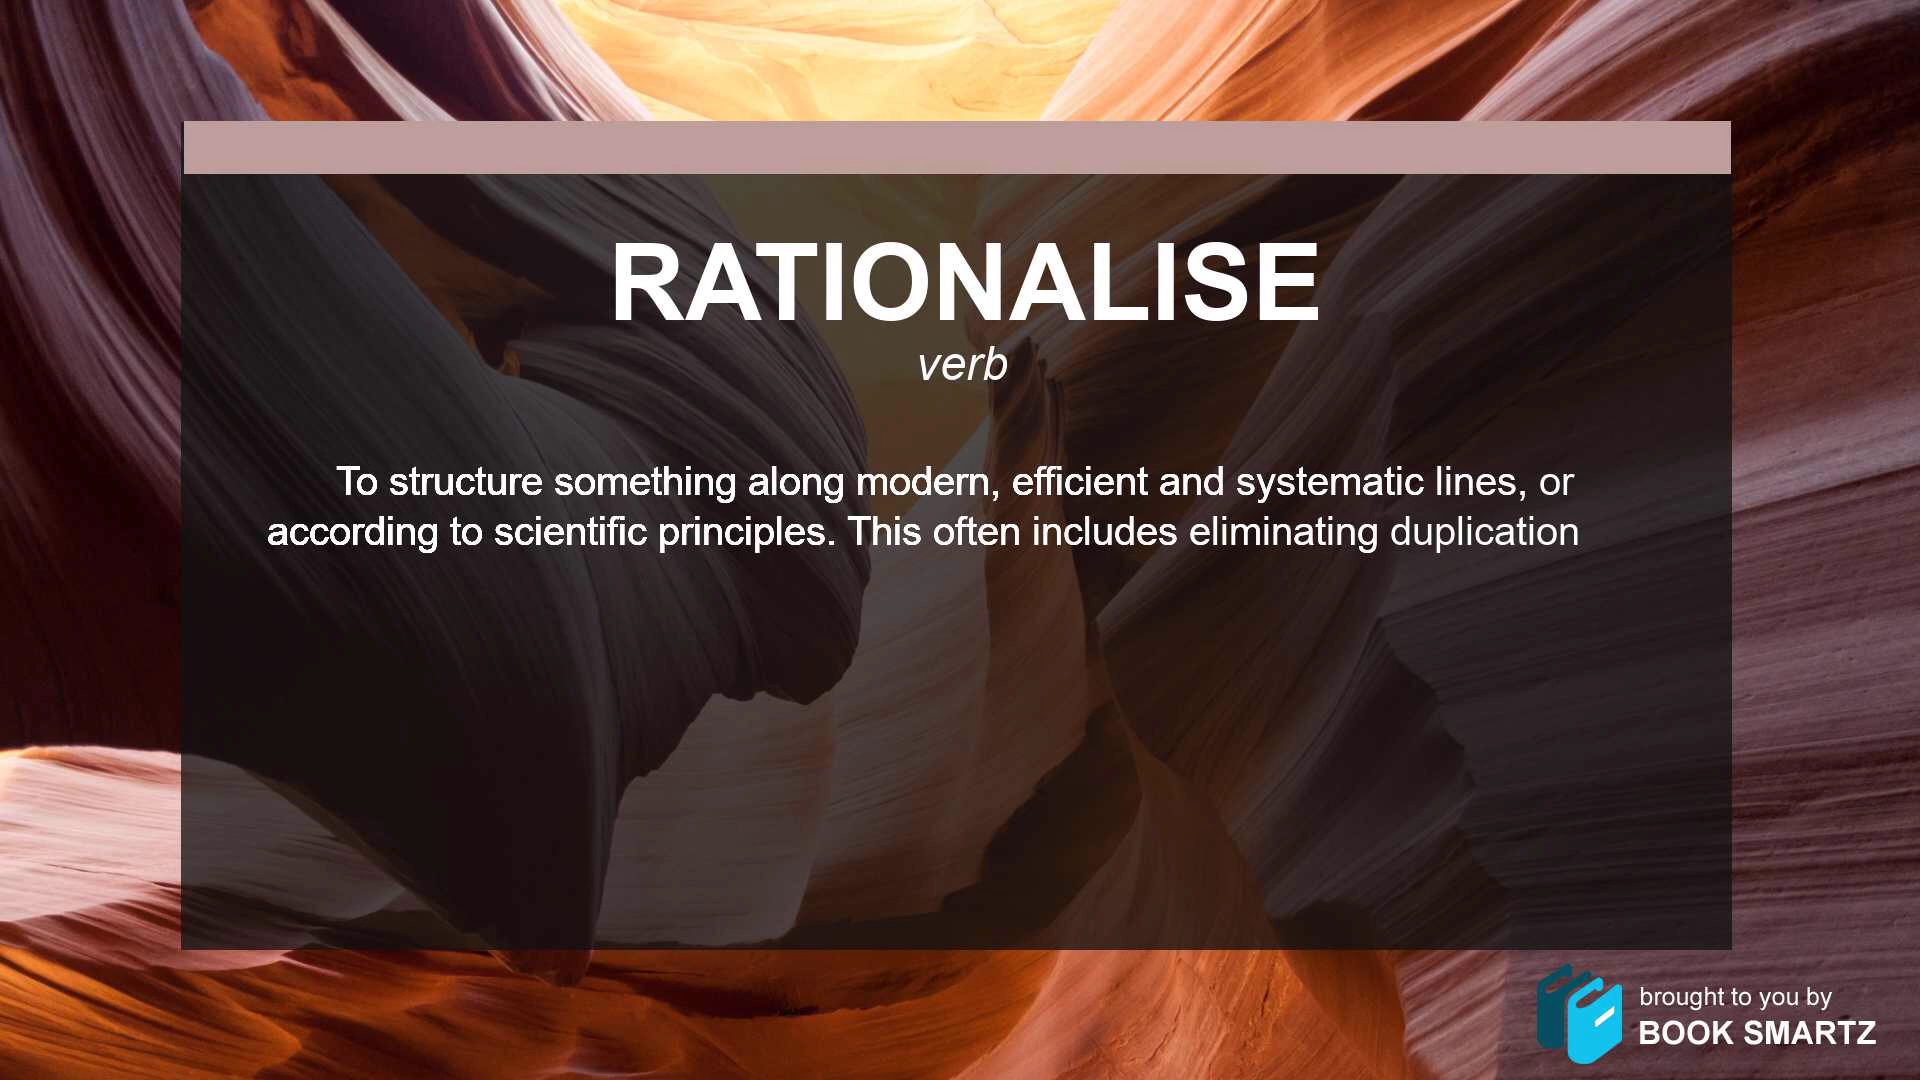 RATIONALISE
verb
To structure something along modern, efficient and systematic lines, or
according to scientific principles. This often includes eliminating duplication
brought to you by
BOOK SMARTZ